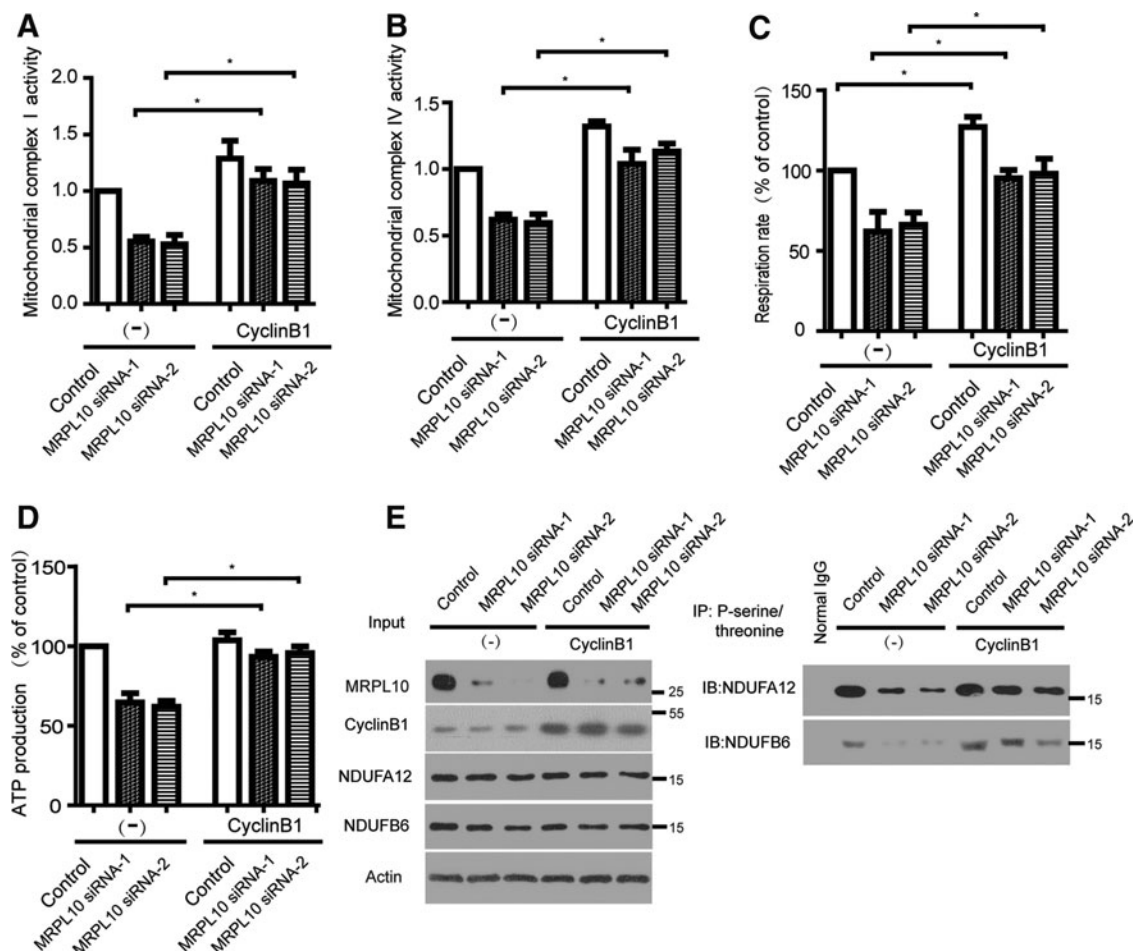 A
Mitochondrial complex I activity
2.0
1.5
1.0
0.5
0.0
*
*
(-)
CyclinB1
Control
MRPL10 siRNA-1
MRPL10 siRNA-2
Control
MRPL10 siRNA-1
MRPL10 siRNA-2
B
Mitochondrial complex IV activity
1.5
1.0
0.5
0.0
*
*
(-)
CyclinB1
Control
MRPL10 siRNA-1
MRPL10 siRNA-2
Control
MRPL10 siRNA-1
MRPL10 siRNA-2
C
Respiration rate (% of control)
150
100
50
0
*
*
*
(-)
CyclinB1
Control
MRPL10 siRNA-1
MRPL10 siRNA-2
Control
MRPL10 siRNA-1
MRPL10 siRNA-2
D
ATP production (% of control)
150
100
50
0
*
*
(-)
CyclinB1
Control
MRPL10 siRNA-1
MRPL10 siRNA-2
Control
MRPL10 siRNA-1
MRPL10 siRNA-2
E
Input
Control
MRPL10 siRNA-1
MRPL10 siRNA-2
Control
MRPL10 siRNA-1
MRPL10 siRNA-2
(-)
CyclinB1
MRPL10
25
CyclinB1
55
NDUFA12
15
NDUFB6
15
Actin
IP: P-serine/
threonine
Normal IgG
Control
MRPL10 siRNA-1
MRPL10 siRNA-2
Control
MRPL10 siRNA-1
MRPL10 siRNA-2
(-)
CyclinB1
IB:NDUFA12
15
IB:NDUFB6
15